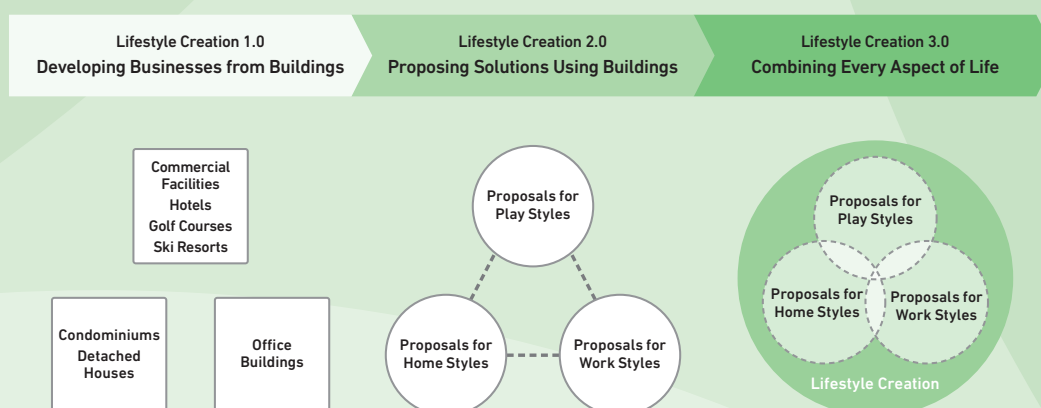 Lifestyle Creation 1.0
Developing Businesses from Buildings
Lifestyle Creation 2.0
Proposing Solutions Using Buildings
Lifestyle Creation 3.0
Combining Every Aspect of Life
Commercial
Facilities
Hotels
Golf Courses
Ski Resorts
Condominiums
Detached
Houses
Office
Buildings
Proposals for
Play Styles
Proposals for
Home Styles
Proposals for
Work Styles
Proposals for
Play Styles
Proposals for
Home Styles
Proposals for
Work Styles
Lifestyle Creation